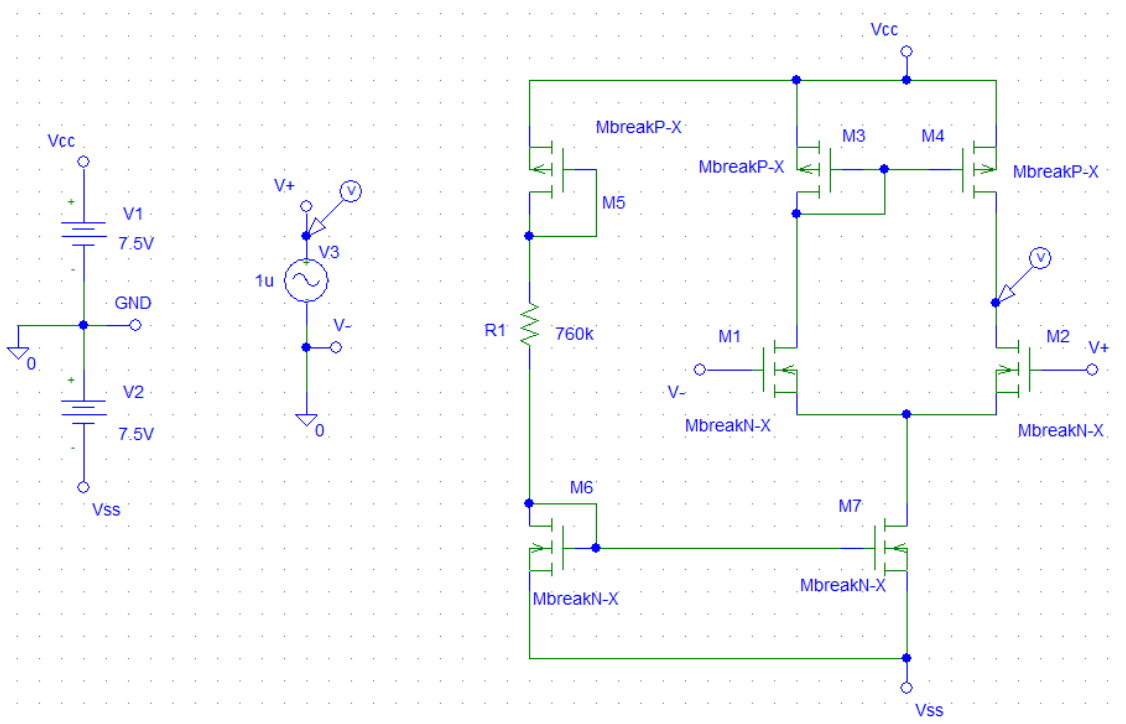 Vcc
MbreakP-X
M3
M4
Vcc
MbreakP-X
MbreakP-X
V+
V
M5
+
V1
7.5V
-
V3
+
1u
-
V
GND
R1
760k
M1
M2
V+
0
V-
V-
+
V2
7.5V
-
MbreakN-X
MbreakN-X
0
M6
M7
Vss
MbreakN-X
MbreakN-X
Vss